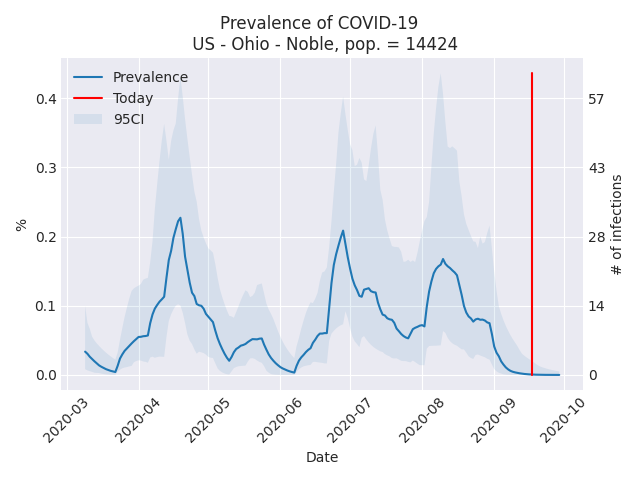 Prevalence of COVID-19
US - Ohio - Noble, pop. = 14424
Prevalence
Today
95CI
0.4
0.3
0.2
0.1
0.0
%
57
43
28
14
0
# of infections
2020-03
2020-04
2020-05
2020-06
2020-07
2020-08
2020-09
2020-10
Date